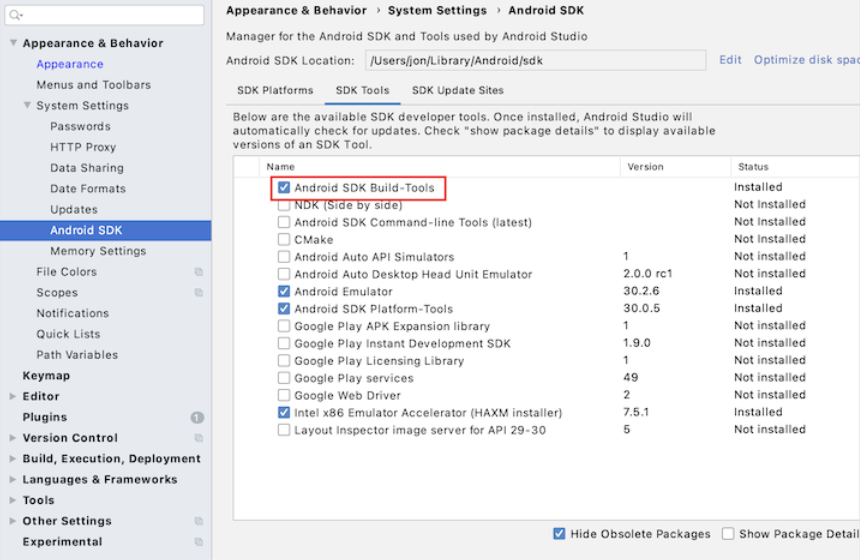 Appearance & Behavior
Appearance
Menus and Toolbars
System Settings
Passwords
HTTP Proxy
Data Sharing
Date Formats
Updates
Android SDK
Memory Settings
File Colors
Scopes
Notifications
Quick Lists
Path Variables
Keymap
Editor
Plugins 1
Version Control
Build, Execution, Deployment
Languages & Frameworks
Tools
Other Settings
Experimental
Appearance & Behavior › System Settings › Android SDK
Manager for the Android SDK and Tools used by Android Studio
Android SDK Location: /Users/jon/Library/Android/sdk Edit Optimize disk spac
SDK Platforms SDK Tools SDK Update Sites
Below are the available SDK developer tools. Once installed, Android Studio will
automatically check for updates. Check "show package details" to display available
versions of an SDK Tool.
Name Version Status
Android SDK Build-Tools Installed
NDK (Side by side) Not Installed
Android SDK Command-line Tools (latest) Not Installed
CMake Not Installed
Android Auto API Simulators 1 Not installed
Android Auto Desktop Head Unit Emulator 2.0.0 rc1 Not installed
Android Emulator 30.2.6 Installed
Android SDK Platform-Tools 30.0.5 Installed
Google Play APK Expansion library 1 Not installed
Google Play Instant Development SDK 1.9.0 Not installed
Google Play Licensing Library 1 Not installed
Google Play services 49 Not installed
Google Web Driver 2 Not installed
Intel x86 Emulator Accelerator (HAXM installer) 7.5.1 Installed
Layout Inspector image server for API 29-30 5 Not installed
Hide Obsolete Packages Show Package Detail